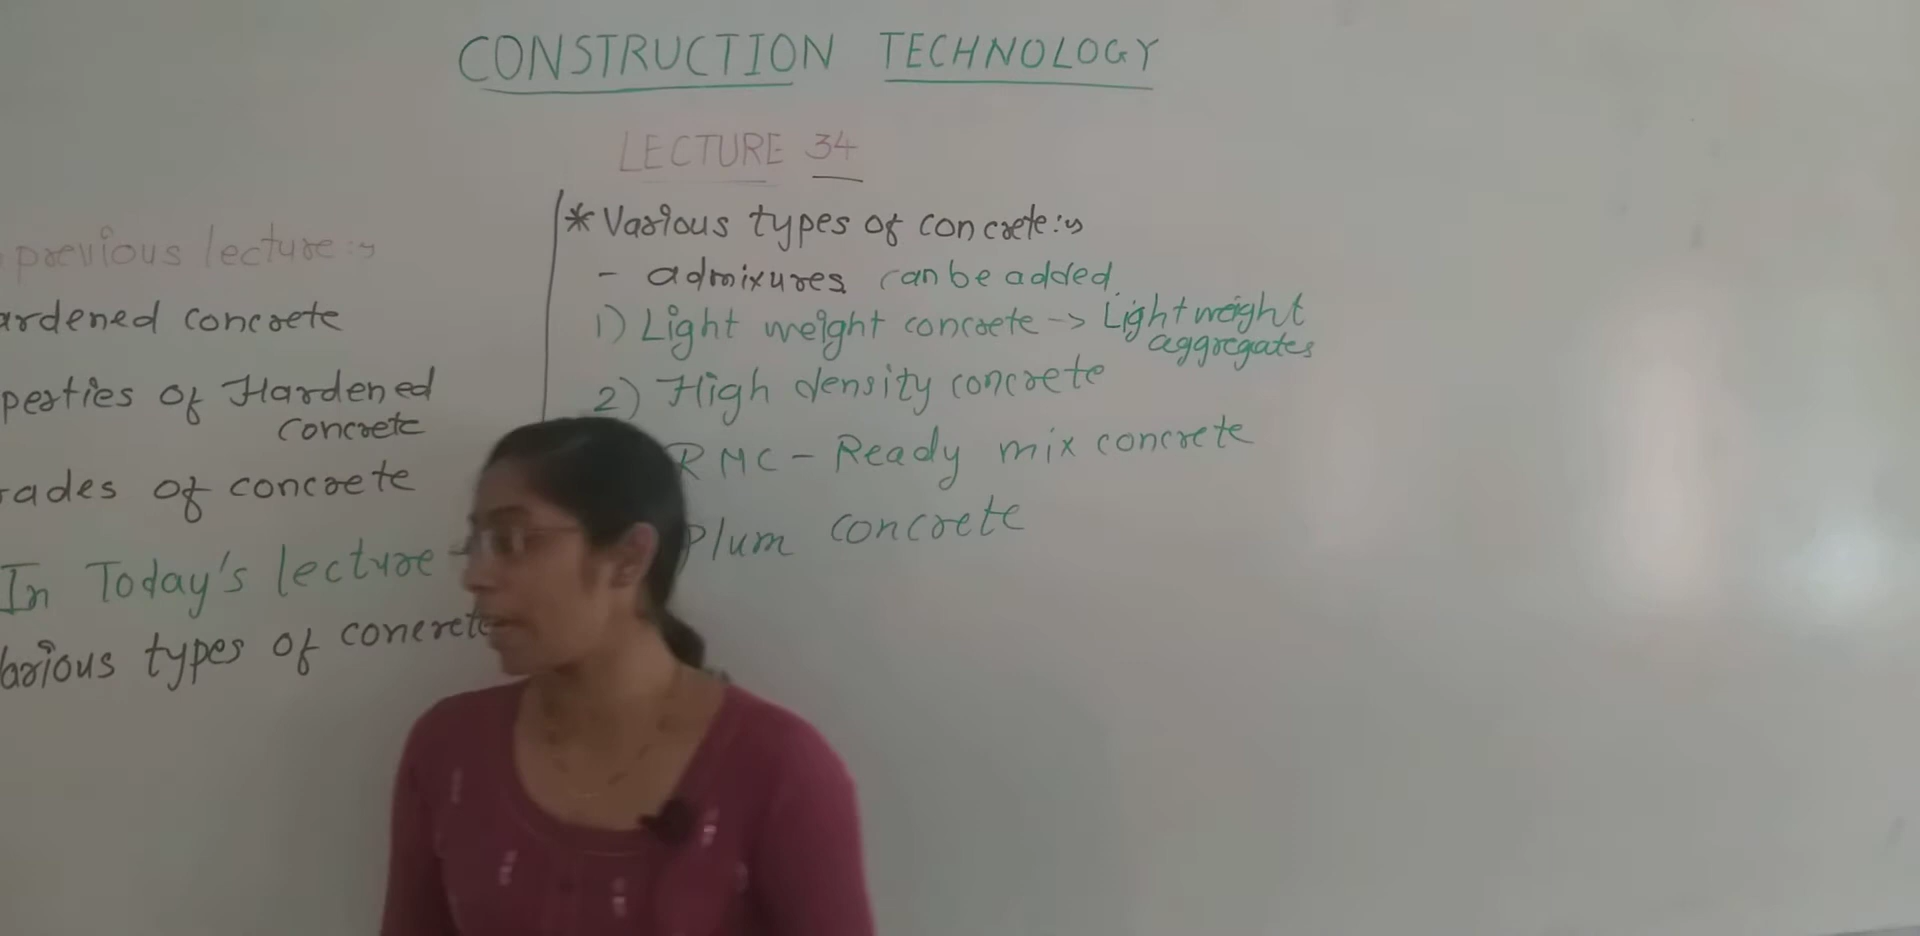 CONSTRUCTION TECHNOLOGY
LECTURE 34
previous lecture:-
ardened concrete
perties of Hardened
concrete
rades of concrete
In Today's lecture
arious types of concrete
* Various types of concrete:-
- admixures can be added
1) Light weight concrete -> Light weight
aggregates
2) High density concrete
RMC - Ready mix concrete
Plum concrete